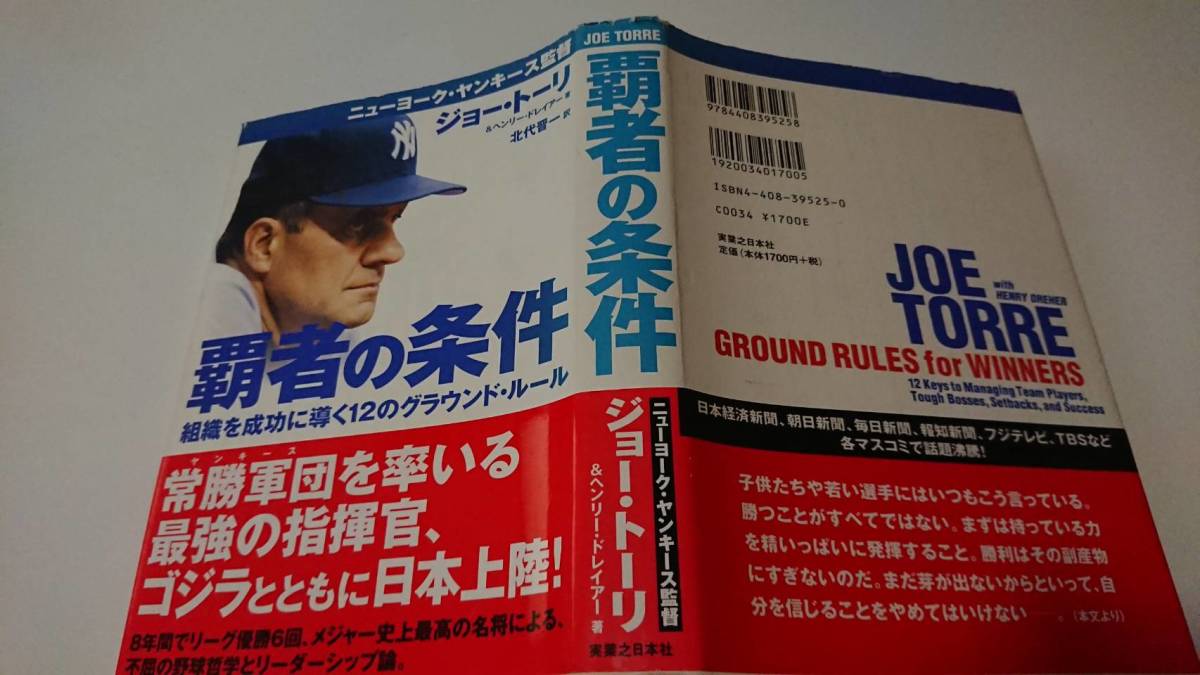 ニューヨーク・ヤンキース監督
ジョー・トーリ
&ヘンリー・ドレイアー 著
北代晋一 訳
覇者の条件
組織を成功に導く12のグラウンド・ルール
ヤンキース
常勝軍団を率いる
最強の指揮官、
ゴジラとともに日本上陸!
8年間でリーグ優勝6回、メジャー史上最高の名将による、
不屈の野球哲学とリーダーシップ論。
JOE TORRE
覇者の条件
ニューヨーク・ヤンキース監督
ジョー・トーリ
&ヘンリー・ドレイアー 著
実業之日本社
9784408395258
1920034017005
ISBN4-408-39525-0
C0034 ¥1700E
実業之日本社
定価(本体1700円+税)
JOE
with
HENRY DREHER
TORRE
GROUND RULES for WINNERS
12 Keys to Managing Team Players,
Tough Bosses, Setbacks, and Success
日本経済新聞、朝日新聞、毎日新聞、報知新聞、フジテレビ、TBSなど
各マスコミで話題沸騰!
子供たちや若い選手にはいつもこう言っている。
勝つことがすべてではない。まずは持っている力
を精いっぱいに発揮すること。勝利はその副産物
にすぎないのだ。まだ芽が出ないからといって、自
分を信じることをやめてはいけない――。(本文より)
NY